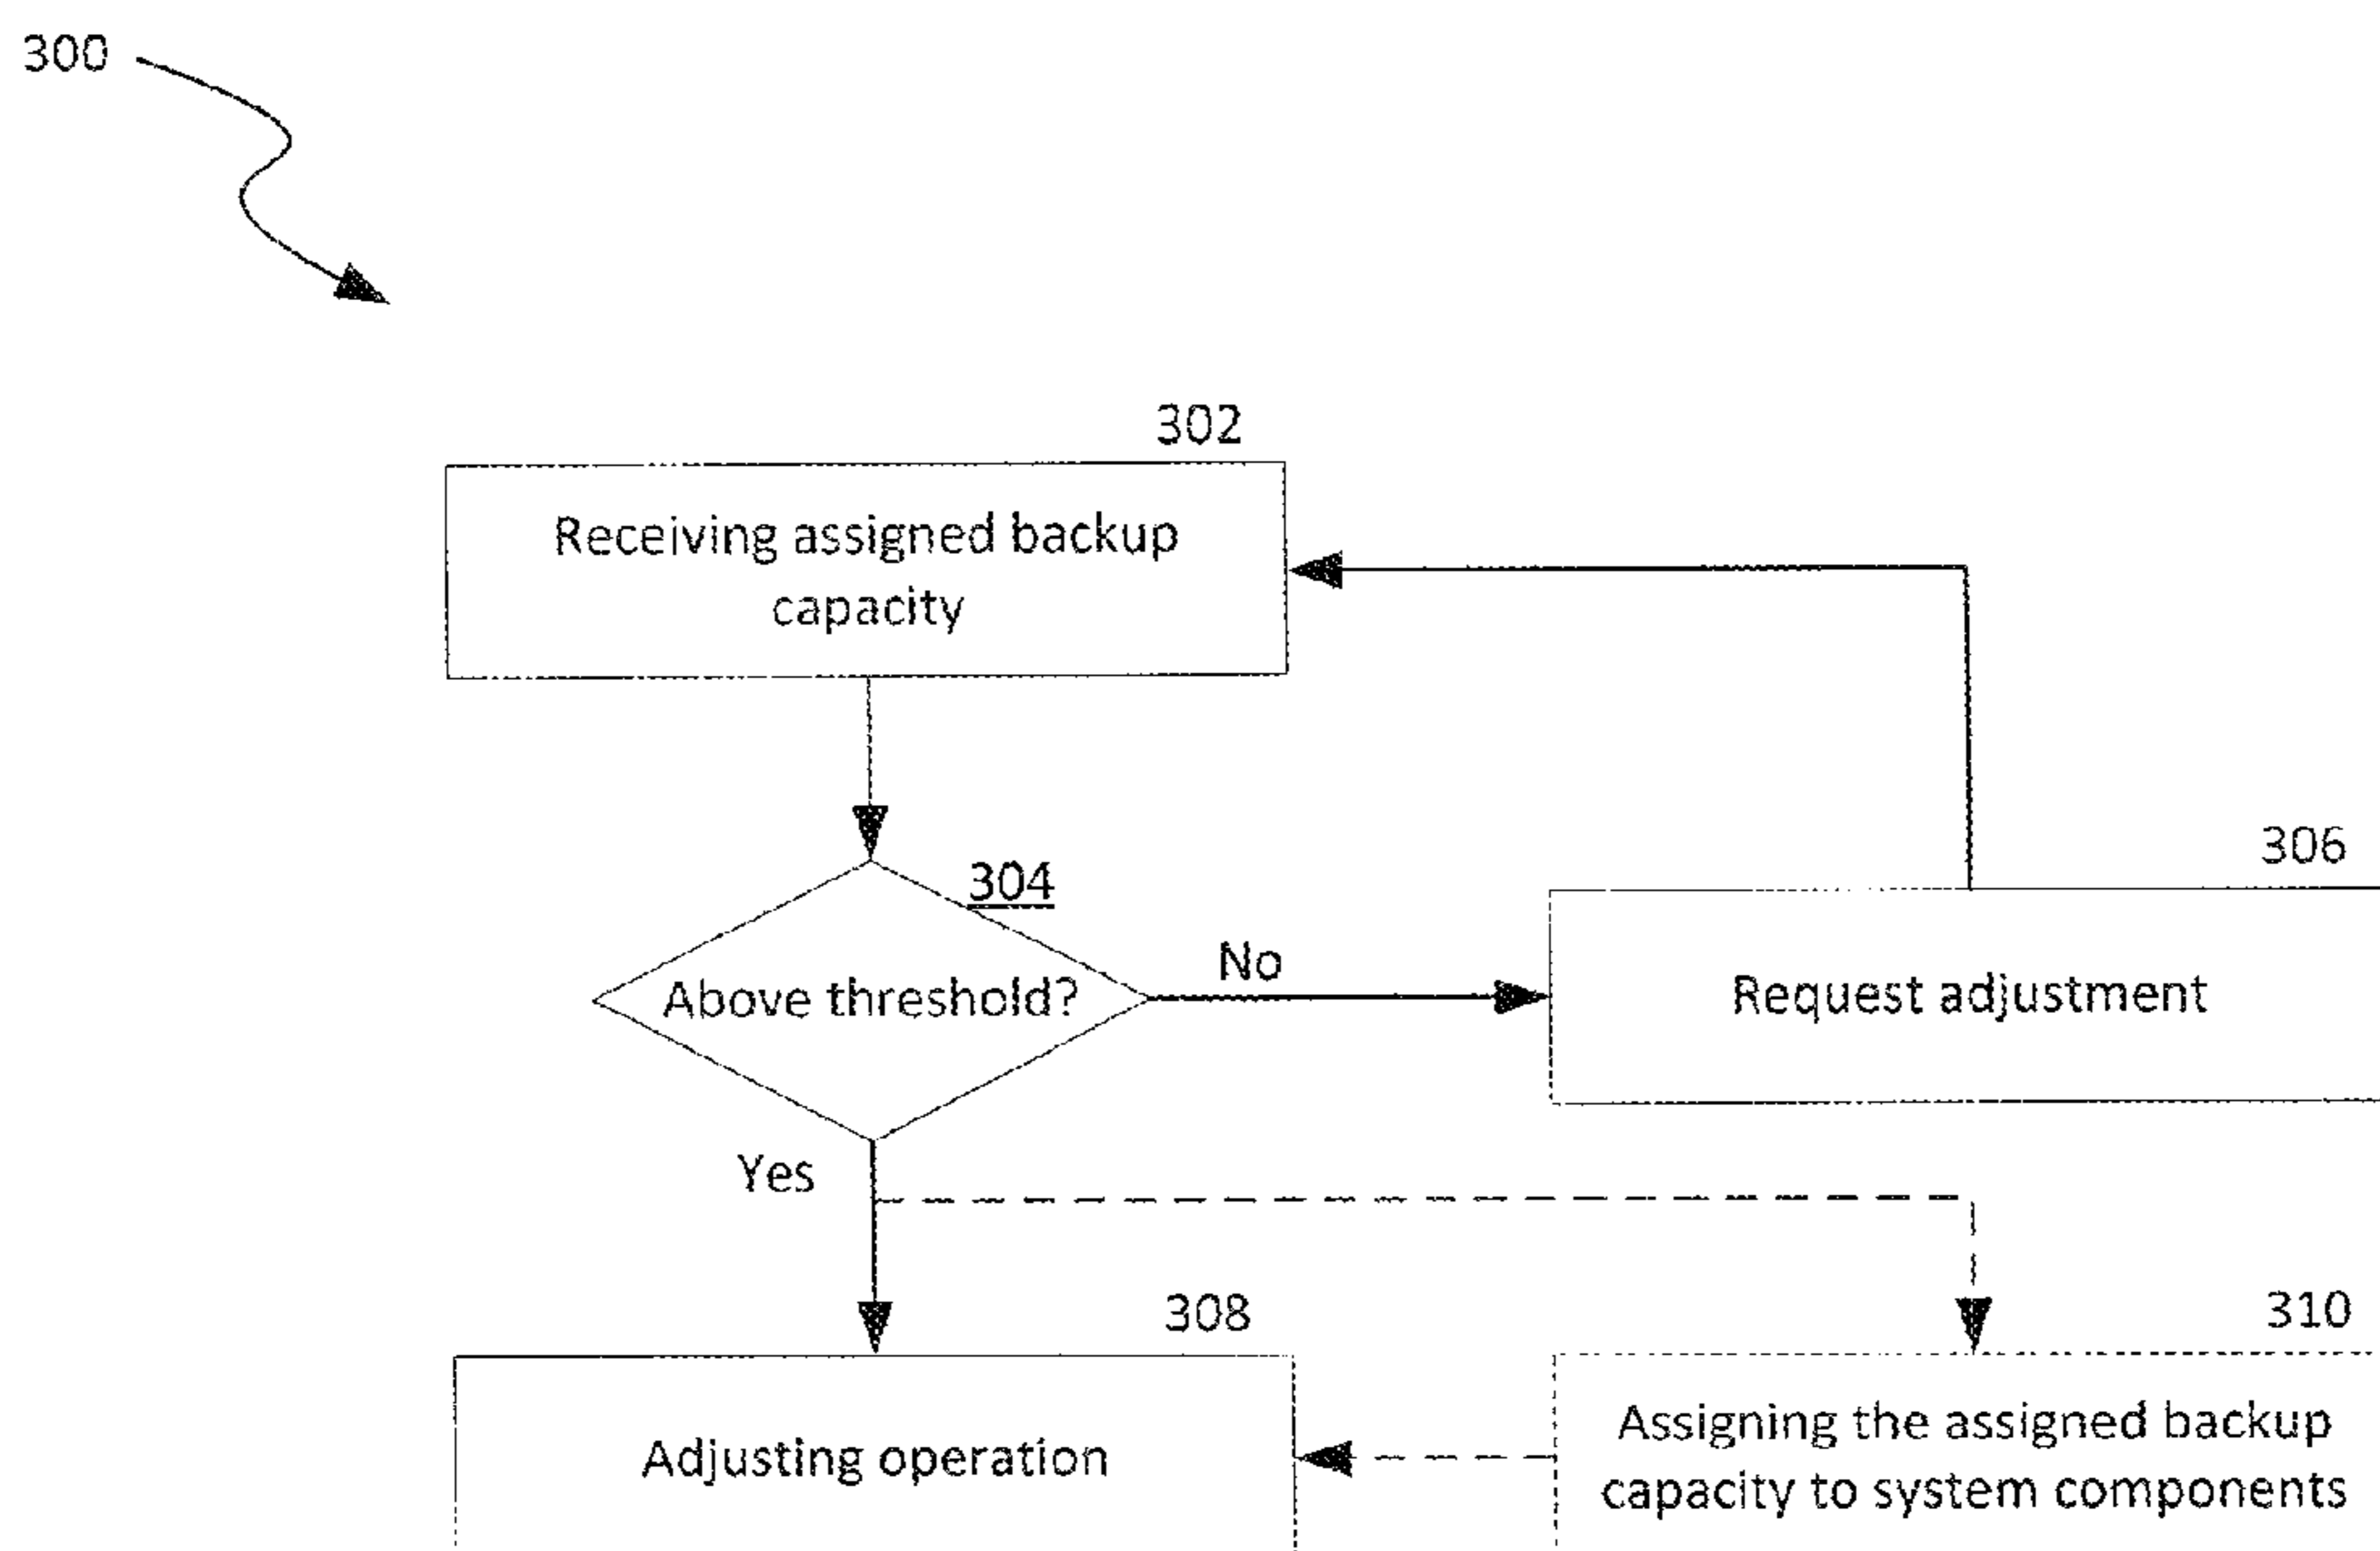 300
302
Receiving assigned backup
capacity
304
Above threshold?
No
306
Request adjustment
Yes
308
Adjusting operation
310
Assigning the assigned backup
capacity to system components